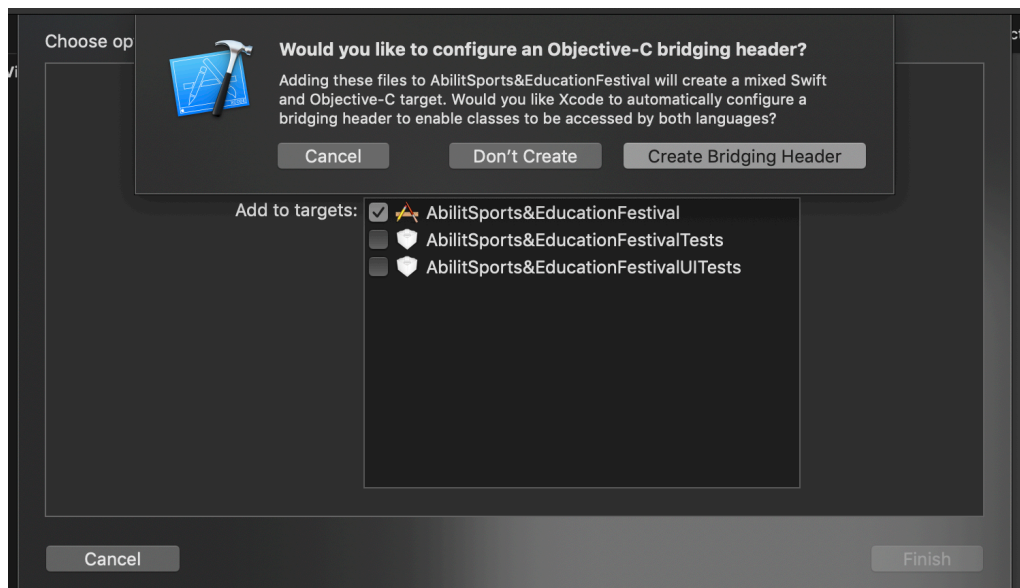 Choose op
Would you like to configure an Objective-C bridging header?
Adding these files to AbilitSports&EducationFestival will create a mixed Swift
and Objective-C target. Would you like Xcode to automatically configure a
bridging header to enable classes to be accessed by both languages?
Cancel Don't Create Create Bridging Header
Add to targets: AbilitSports&EducationFestival
AbilitSports&EducationFestivalTests
AbilitSports&EducationFestivalUITests
Cancel Finish